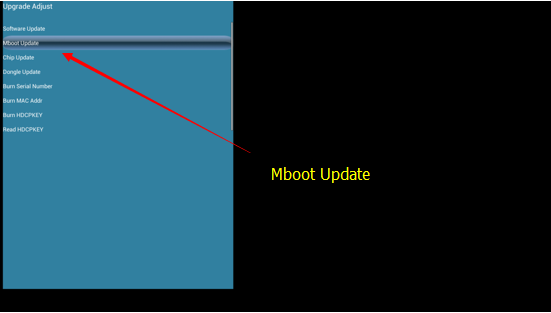 Upgrade Adjust
Software Update
Mboot Update
Chip Update
Dongle Update
Burn Serial Number
Burn MAC Addr
Burn HDCPKEY
Read HDCPKEY
Mboot Update